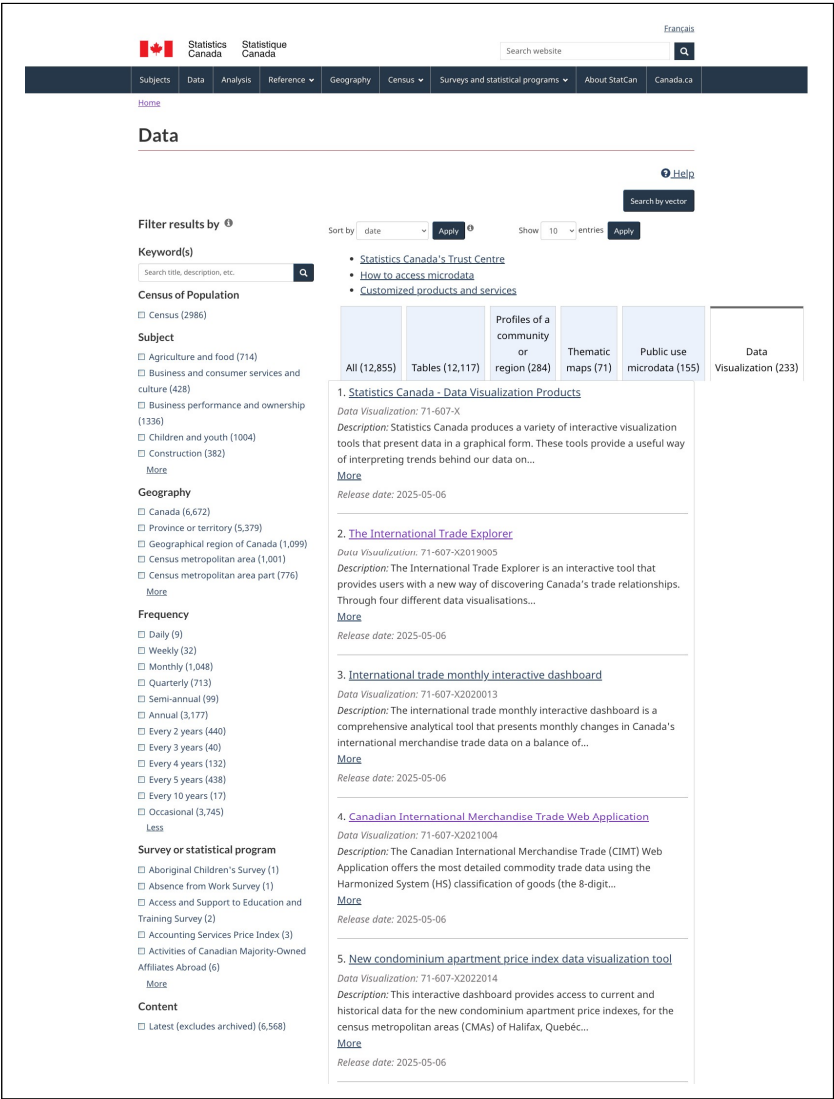 Français
Statistics Canada
Statistique Canada
Search website
Subjects
Data
Analysis
Reference
Geography
Census
Surveys and statistical programs
About StatCan
Canada.ca
Home
Data
Help
Search by vector
Filter results by
Keyword(s)
Search title, description, etc.
Census of Population
Census (2986)
Subject
Agriculture and food (714)
Business and consumer services and
culture (428)
Business performance and ownership
(1336)
Children and youth (1004)
Construction (382)
More
Geography
Canada (6,672)
Province or territory (5,379)
Geographical region of Canada (1,099)
Census metropolitan area (1,001)
Census metropolitan area part (776)
More
Frequency
Daily (9)
Weekly (32)
Monthly (1,048)
Quarterly (713)
Semi-annual (99)
Annual (3,177)
Every 2 years (440)
Every 3 years (40)
Every 4 years (132)
Every 5 years (438)
Every 10 years (17)
Occasional (3,745)
Less
Survey or statistical program
Aboriginal Children's Survey (1)
Absence from Work Survey (1)
Access and Support to Education and
Training Survey (2)
Accounting Services Price Index (3)
Activities of Canadian Majority-Owned
Affiliates Abroad (6)
More
Content
Latest (excludes archived) (6,568)
Sort by date Apply Show 10 entries Apply
• Statistics Canada's Trust Centre
• How to access microdata
• Customized products and services
All (12,855)
Tables (12,117)
Profiles of a
community
or
region (284)
Thematic
maps (71)
Public use
microdata (155)
Data
Visualization (233)
1. Statistics Canada - Data Visualization Products
Data Visualization: 71-607-X
Description: Statistics Canada produces a variety of interactive visualization
tools that present data in a graphical form. These tools provide a useful way
of interpreting trends behind our data on...
More
Release date: 2025-05-06
2. The International Trade Explorer
Data Visualization: 71-607-X2019005
Description: The International Trade Explorer is an interactive tool that
provides users with a new way of discovering Canada's trade relationships.
Through four different data visualisations...
More
Release date: 2025-05-06
3. International trade monthly interactive dashboard
Data Visualization: 71-607-X2020013
Description: The international trade monthly interactive dashboard is a
comprehensive analytical tool that presents monthly changes in Canada's
international merchandise trade data on a balance of...
More
Release date: 2025-05-06
4. Canadian International Merchandise Trade Web Application
Data Visualization: 71-607-X2021004
Description: The Canadian International Merchandise Trade (CIMT) Web
Application offers the most detailed commodity trade data using the
Harmonized System (HS) classification of goods (the 8-digit...
More
Release date: 2025-05-06
5. New condominium apartment price index data visualization tool
Data Visualization: 71-607-X2022014
Description: This interactive dashboard provides access to current and
historical data for the new condominium apartment price indexes, for the
census metropolitan areas (CMAs) of Halifax, Quebéc...
More
Release date: 2025-05-06